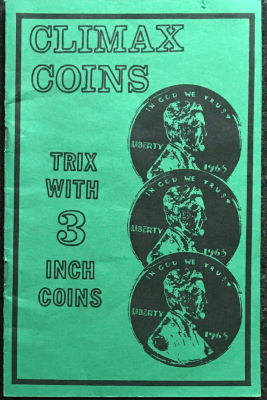 CLIMAX
COINS
TRIX
WITH
3
INCH
COINS
IN GOD WE TRUST
LIBERTY
1965
IN GOD WE TRUST
LIBERTY
1965
IN GOD WE TRUST
LIBERTY
1965